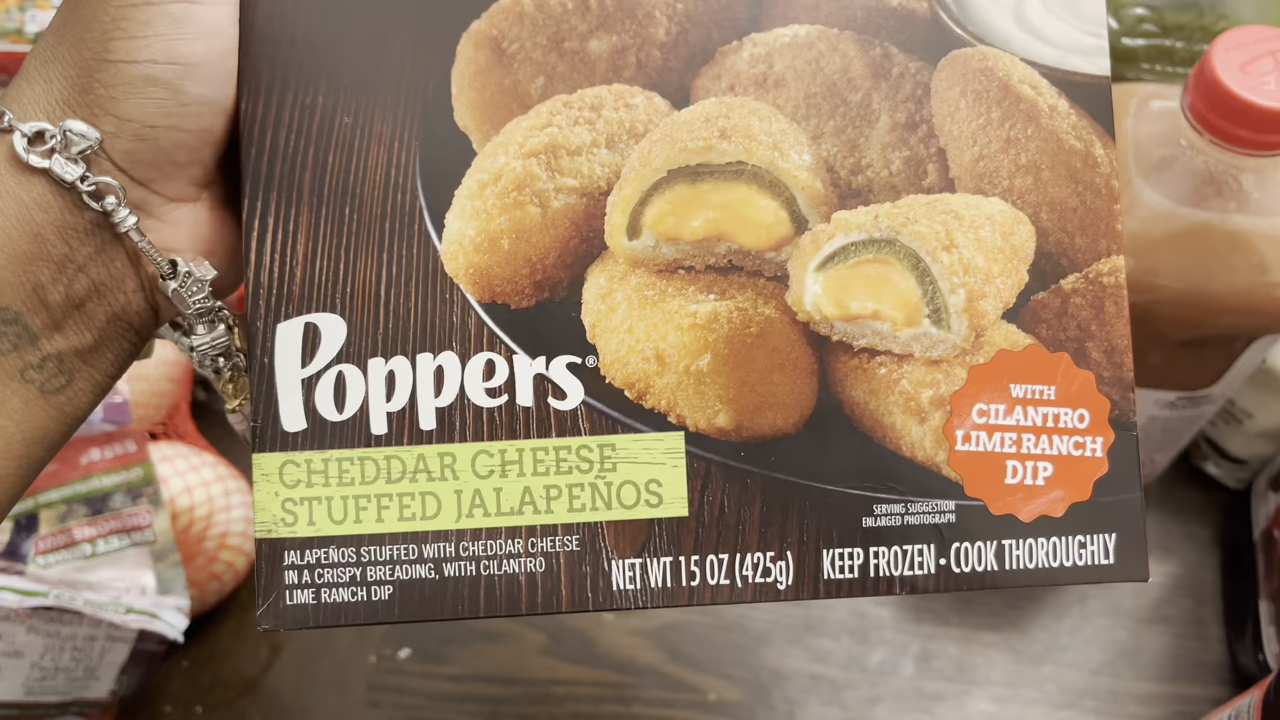 Poppers®
CHEDDAR CHEESE
STUFFED JALAPEÑOS
JALAPEÑOS STUFFED WITH CHEDDAR CHEESE
IN A CRISPY BREADING, WITH CILANTRO
LIME RANCH DIP
NET WT 15 OZ (425g)
KEEP FROZEN • COOK THOROUGHLY
SERVING SUGGESTION
ENLARGED PHOTOGRAPH
WITH
CILANTRO
LIME RANCH
DIP